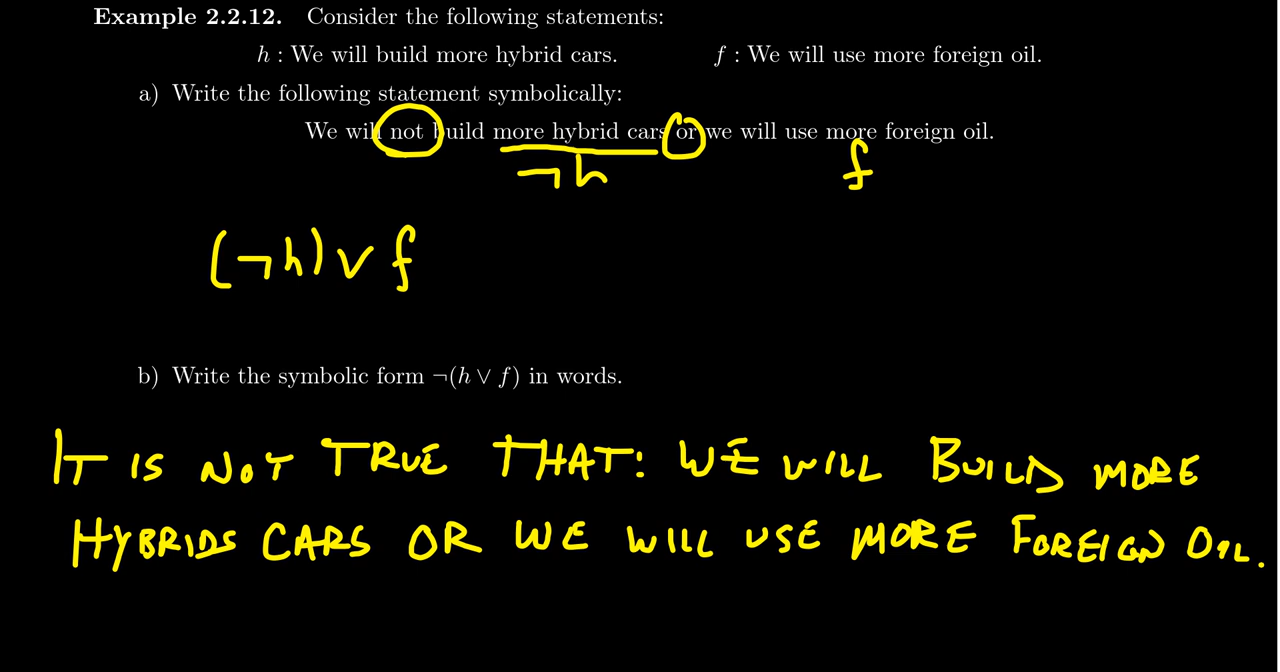 Example 2.2.12. Consider the following statements:
h : We will build more hybrid cars. f : We will use more foreign oil.
a) Write the following statement symbolically:
We will not build more hybrid cars or we will use more foreign oil.
¬h f
(¬h) ∨ f
b) Write the symbolic form ¬(h ∨ f) in words.
IT IS NOT TRUE THAT: WE WILL BUILD MORE
HYBRIDS CARS OR WE WILL USE MORE FOREIGN OIL.